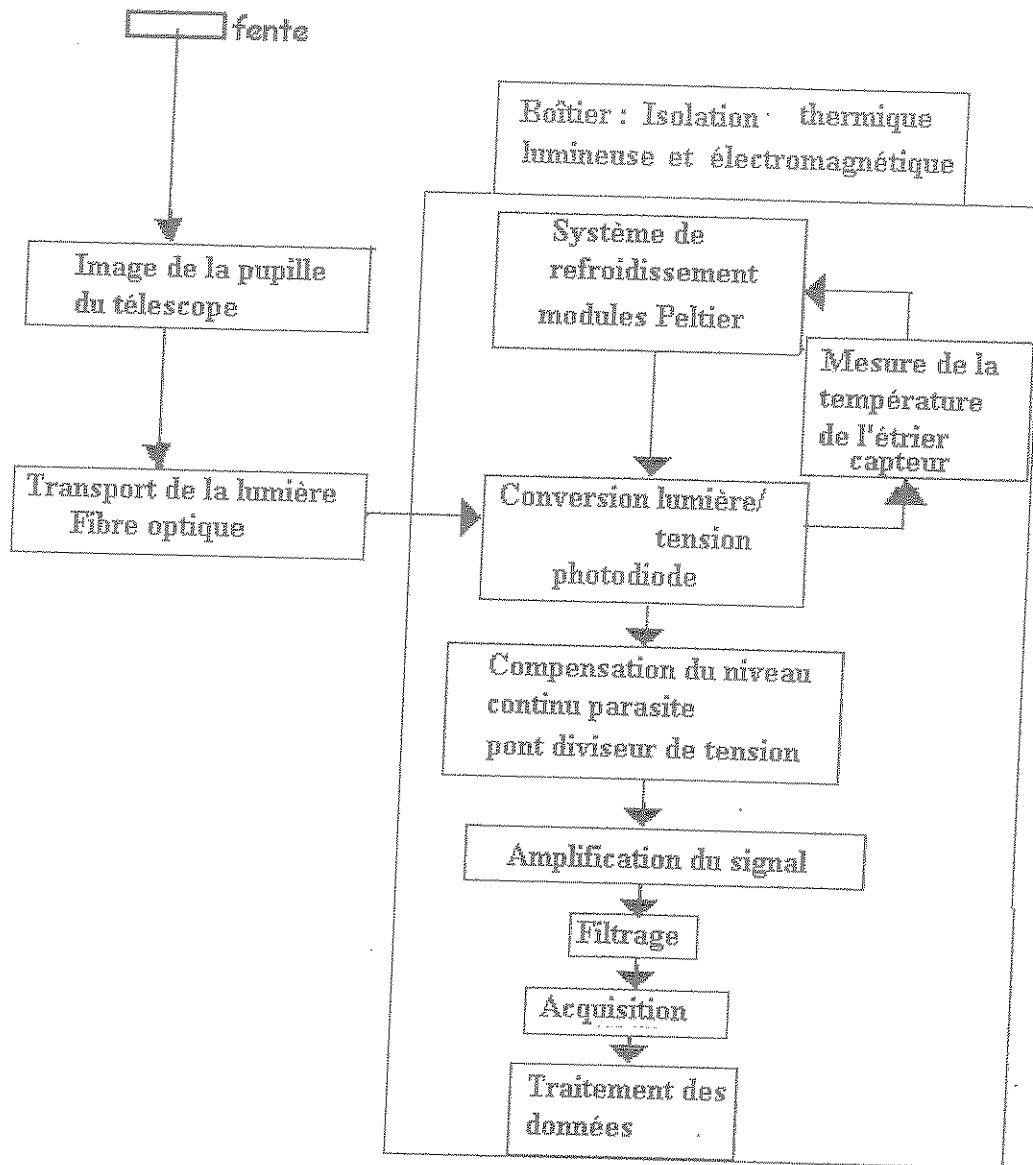 fente
Boîtier : Isolation thermique
lumineuse et électromagnétique
Système de
refroidissement
modules Peltier
Image de la pupille
du télescope
Mesure de la
température
de l'étrier
capteur
Transport de la lumière
Fibre optique
Conversion lumière/
tension
photodiode
Compensation du niveau
continu parasite
pont diviseur de tension
Amplification du signal
Filtrage
Acquisition
Traitement des
données